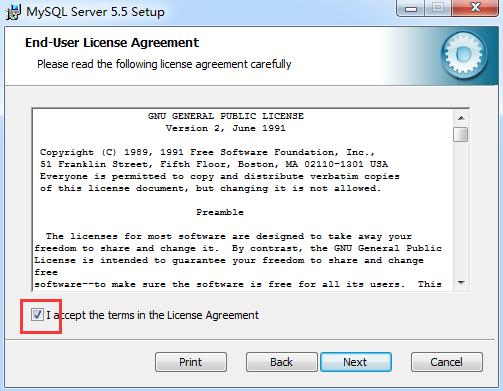 MySQL Server 5.5 Setup
End-User License Agreement
Please read the following license agreement carefully
GNU GENERAL PUBLIC LICENSE
Version 2, June 1991
Copyright (C) 1989, 1991 Free Software Foundation, Inc.,
51 Franklin Street, Fifth Floor, Boston, MA 02110-1301 USA
Everyone is permitted to copy and distribute verbatim copies
of this license document, but changing it is not allowed.
Preamble
The licenses for most software are designed to take away your
freedom to share and change it.  By contrast, the GNU General Public
License is intended to guarantee your freedom to share and change
free
software--to make sure the software is free for all its users.  This
I accept the terms in the License Agreement
Print Back Next Cancel